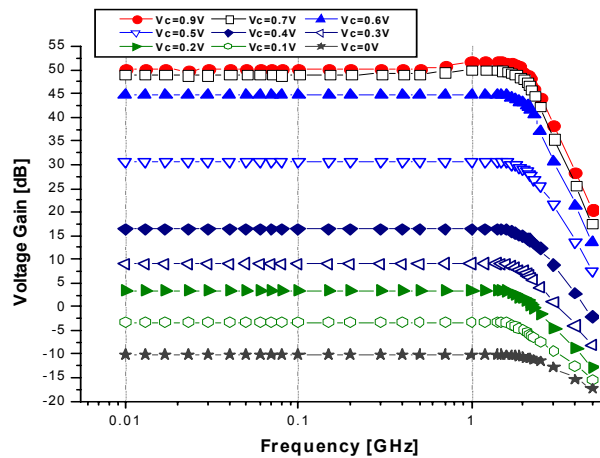 Vc=0.9V Vc=0.7V Vc=0.6V
Vc=0.5V Vc=0.4V Vc=0.3V
Vc=0.2V Vc=0.1V Vc=0V
55
50
45
40
35
30
25
20
15
10
5
0
-5
-10
-15
-20
Voltage Gain [dB]
0.01 0.1 1
Frequency [GHz]